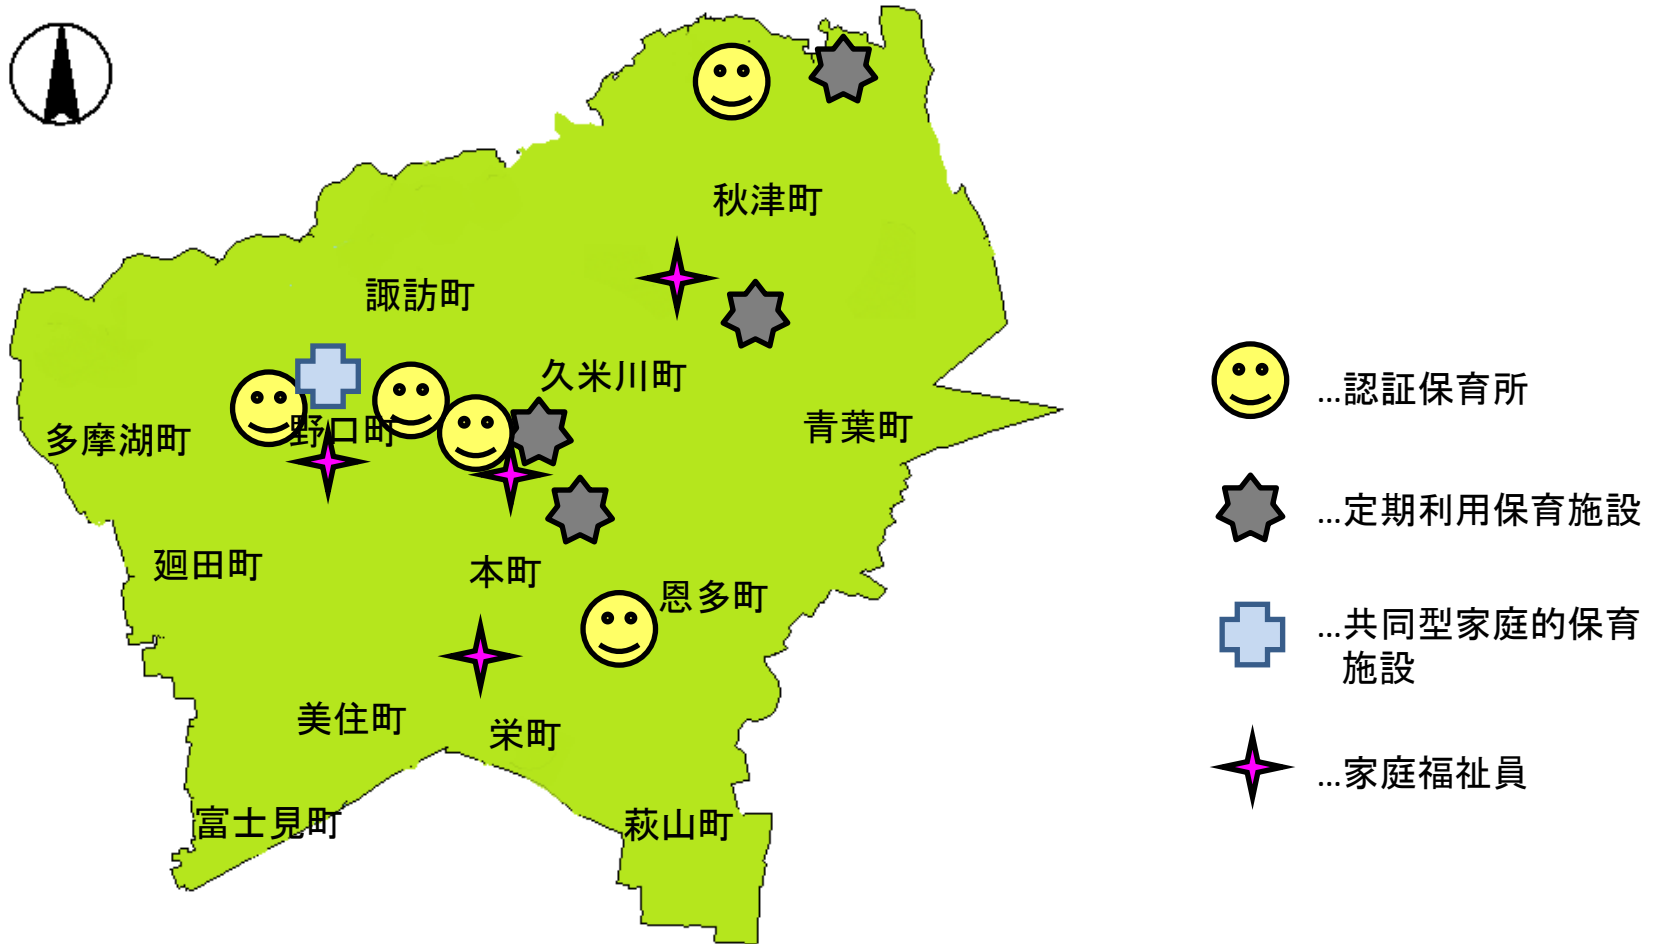 秋津町
諏訪町
久米川町
野口町
青葉町
多摩湖町
廻田町
本町
恩多町
美住町
栄町
富士見町
萩山町
…認証保育所
…定期利用保育施設
…共同型家庭的保育
施設
…家庭福祉員